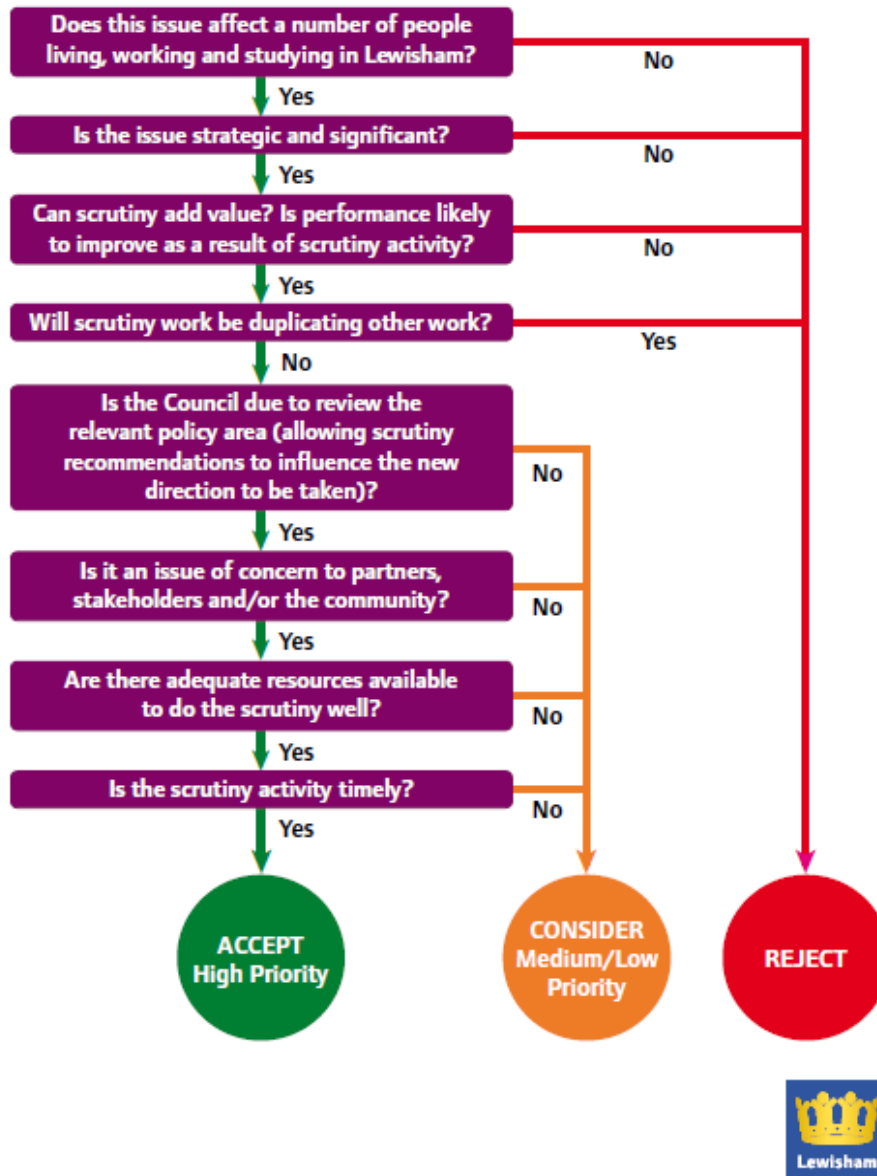 Does this issue affect a number of people
living, working and studying in Lewisham?
No
Yes
Is the issue strategic and significant?
No
Yes
Can scrutiny add value? Is performance likely
to improve as a result of scrutiny activity?
No
Yes
Will scrutiny work be duplicating other work?
Yes
No
Is the Council due to review the
relevant policy area (allowing scrutiny
recommendations to influence the new
direction to be taken)?
No
Yes
Is it an issue of concern to partners,
stakeholders and/or the community?
No
Yes
Are there adequate resources available
to do the scrutiny well?
No
Yes
Is the scrutiny activity timely?
No
Yes
ACCEPT
High Priority
CONSIDER
Medium/Low
Priority
REJECT
Lewisham